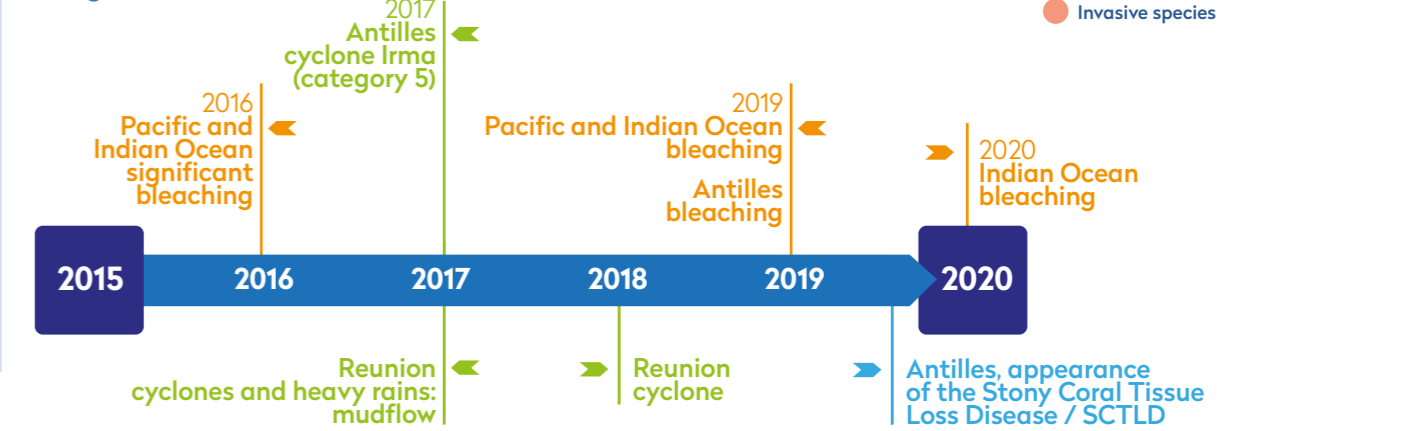 2017
Antilles
cyclone Irma
(category 5)
Invasive species
2016
Pacific and
Indian Ocean
significant
bleaching
2019
Pacific and Indian Ocean
bleaching
Antilles
bleaching
2020
Indian Ocean
bleaching
2015
2016
2017
2018
2019
2020
Reunion
cyclones and heavy rains:
mudflow
Reunion
cyclone
Antilles, appearance
of the Stony Coral Tissue
Loss Disease / SCTLD